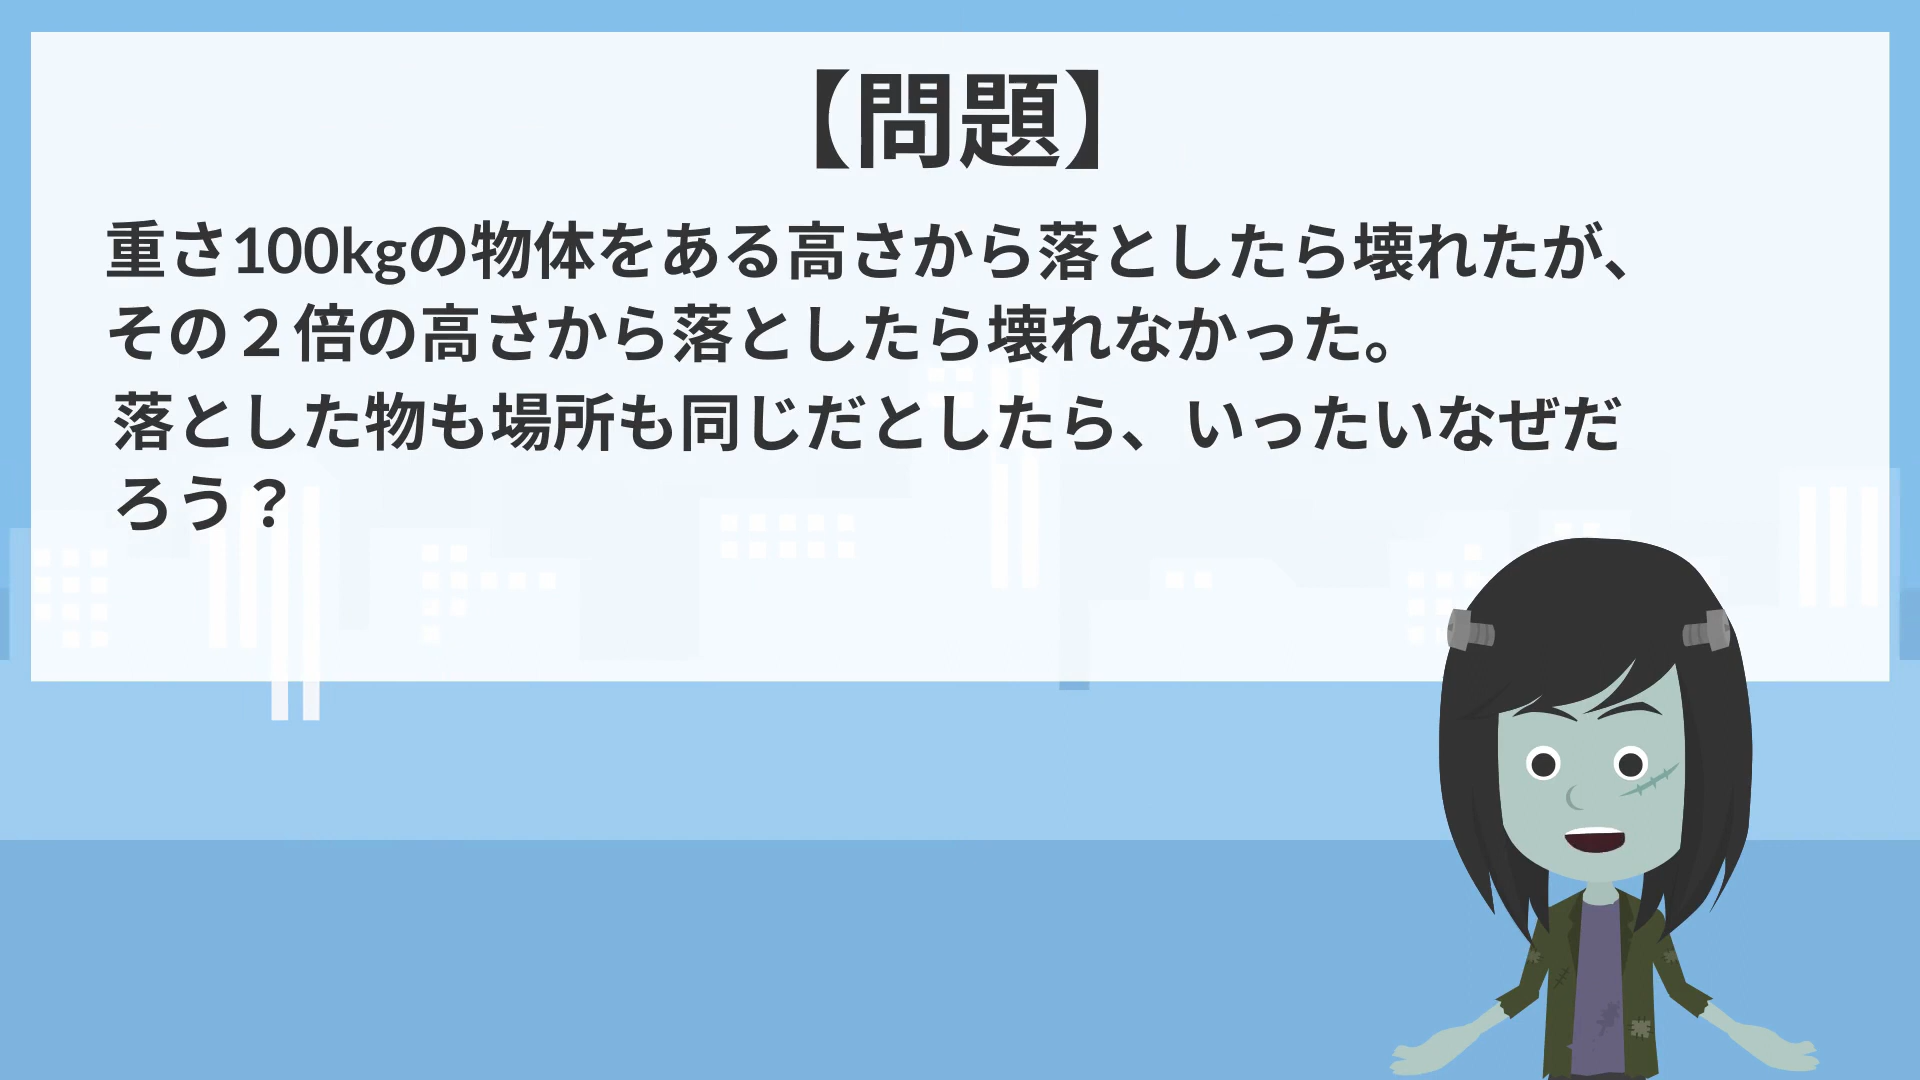 【問題】
重さ100kgの物体をある高さから落としたら壊れたが、
その２倍の高さから落としたら壊れなかった。
落とした物も場所も同じだとしたら、いったいなぜだ
ろう？